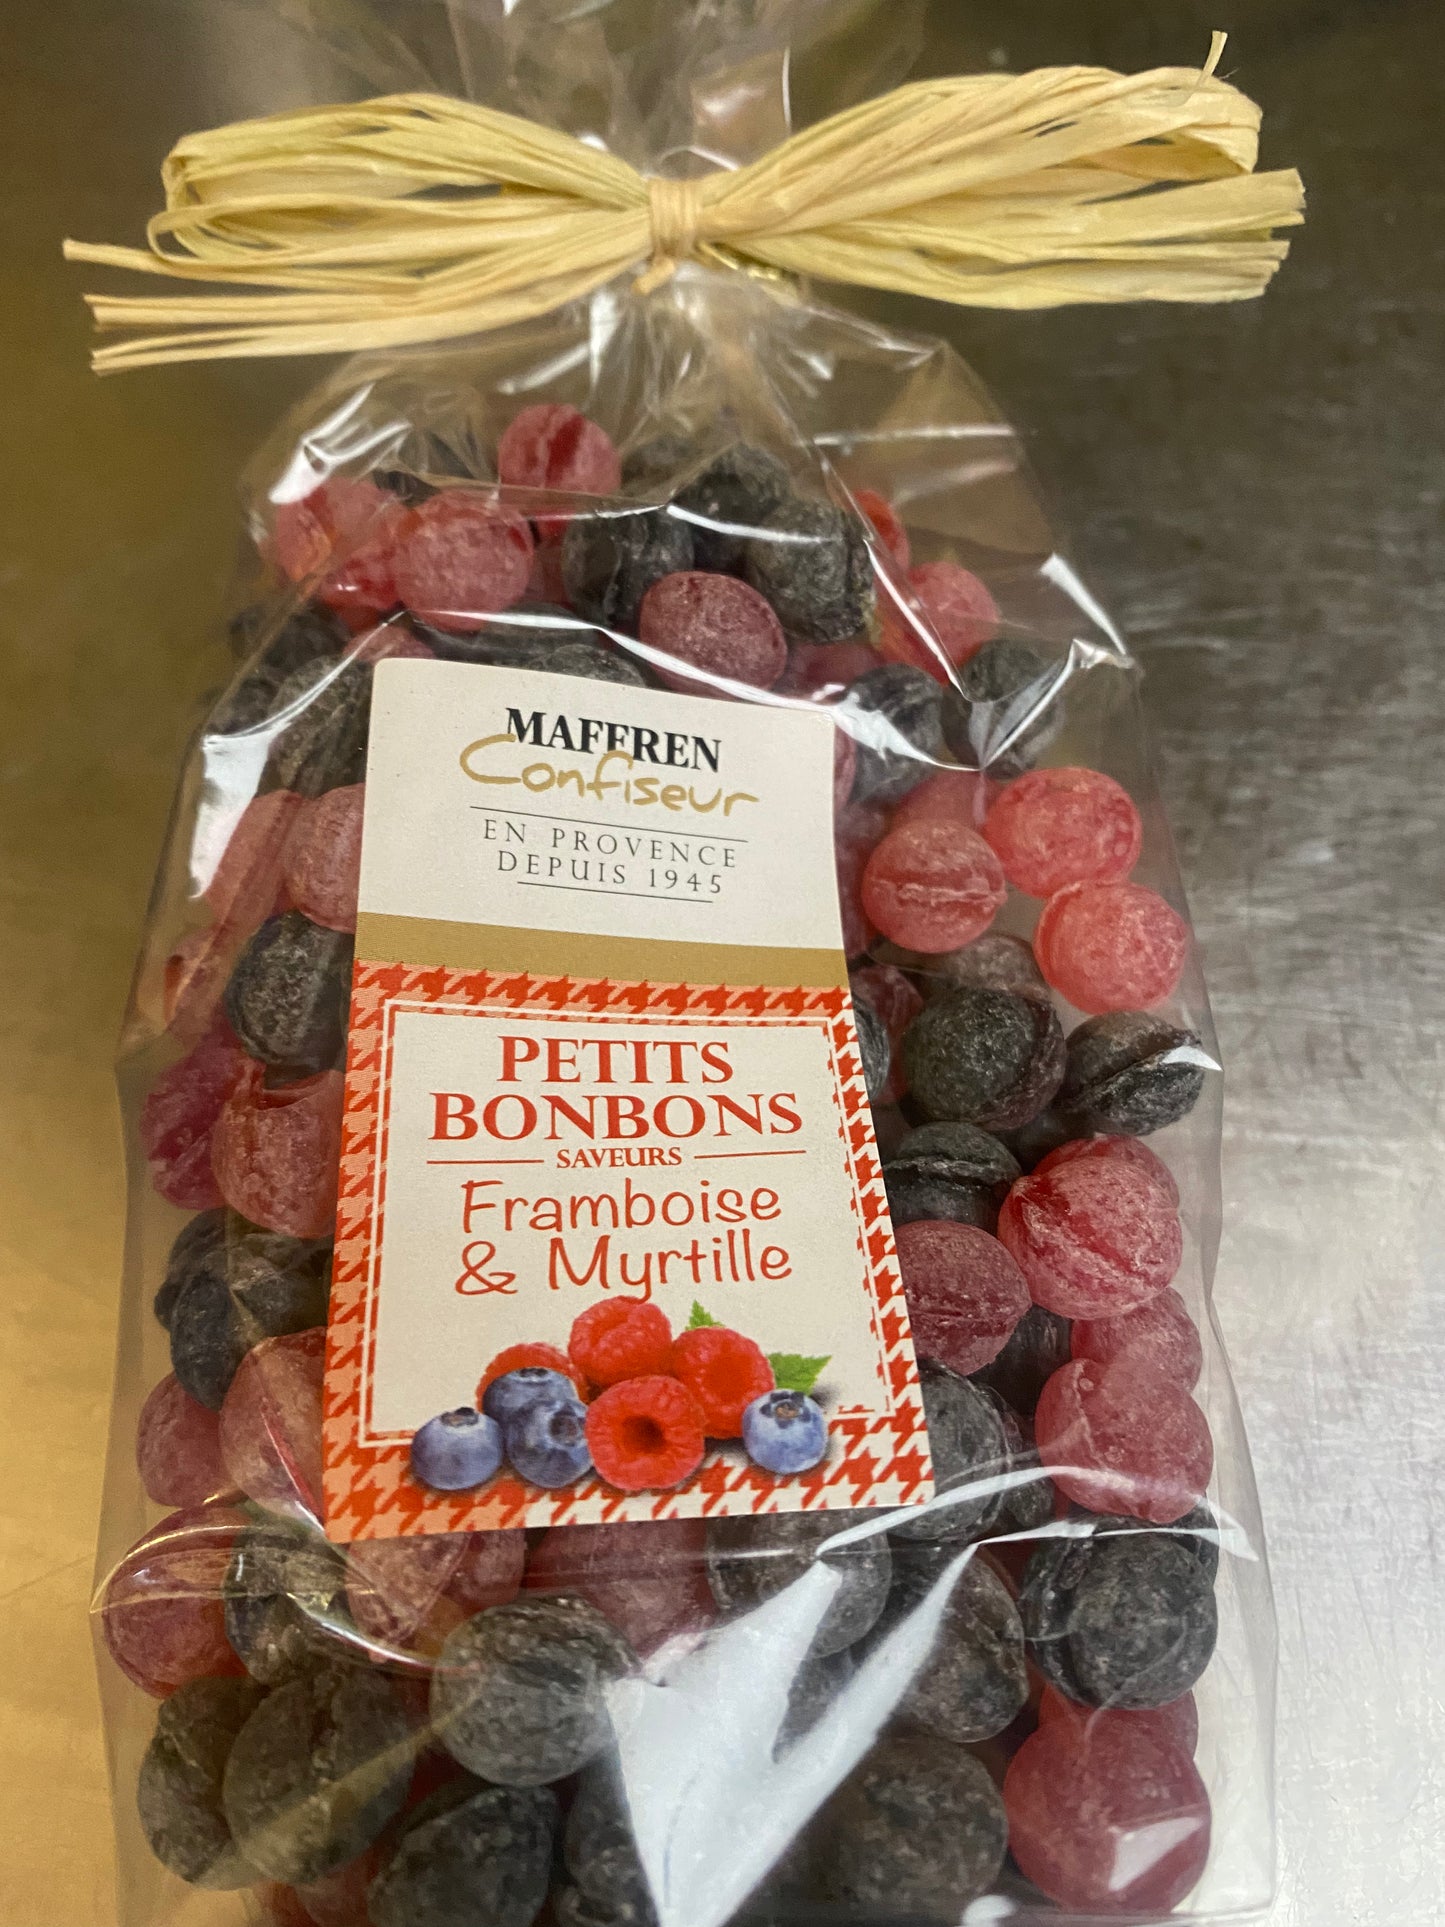 MAFFREN
Confiseur
EN PROVENCE
DEPUIS 1945
PETITS
BONBONS
SAVEURS
Framboise
& Myrtille